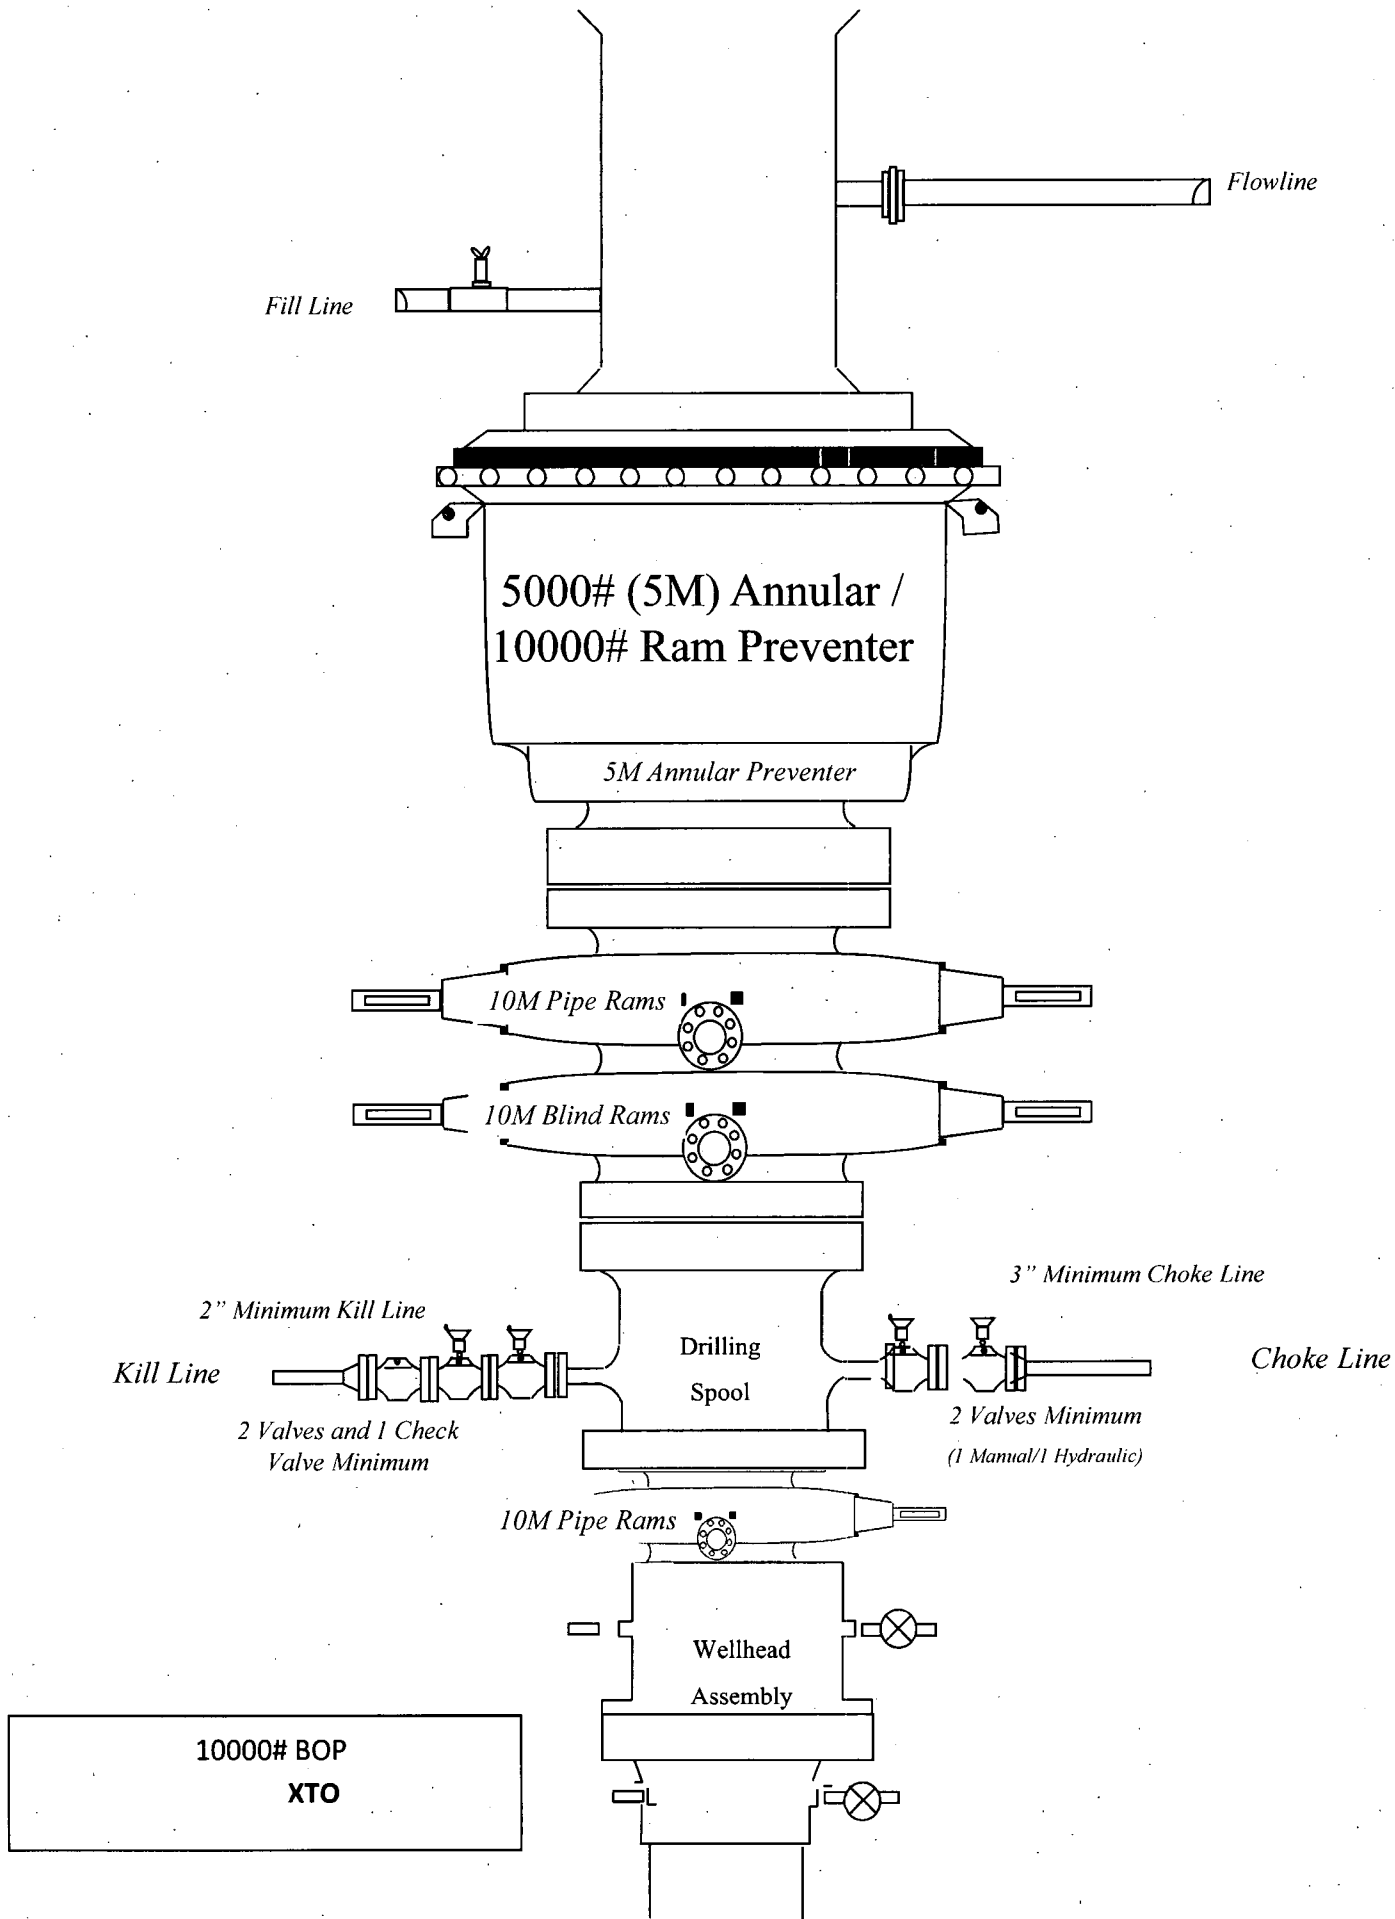 Flowline
Fill Line
5000# (5M) Annular /
10000# Ram Preventer
5M Annular Preventer
10M Pipe Rams
10M Blind Rams
3” Minimum Choke Line
2” Minimum Kill Line
Drilling
Spool
Kill Line
Choke Line
2 Valves and 1 Check
Valve Minimum
2 Valves Minimum
(1 Manual/1 Hydraulic)
10M Pipe Rams
Wellhead
Assembly
10000# BOP
XTO